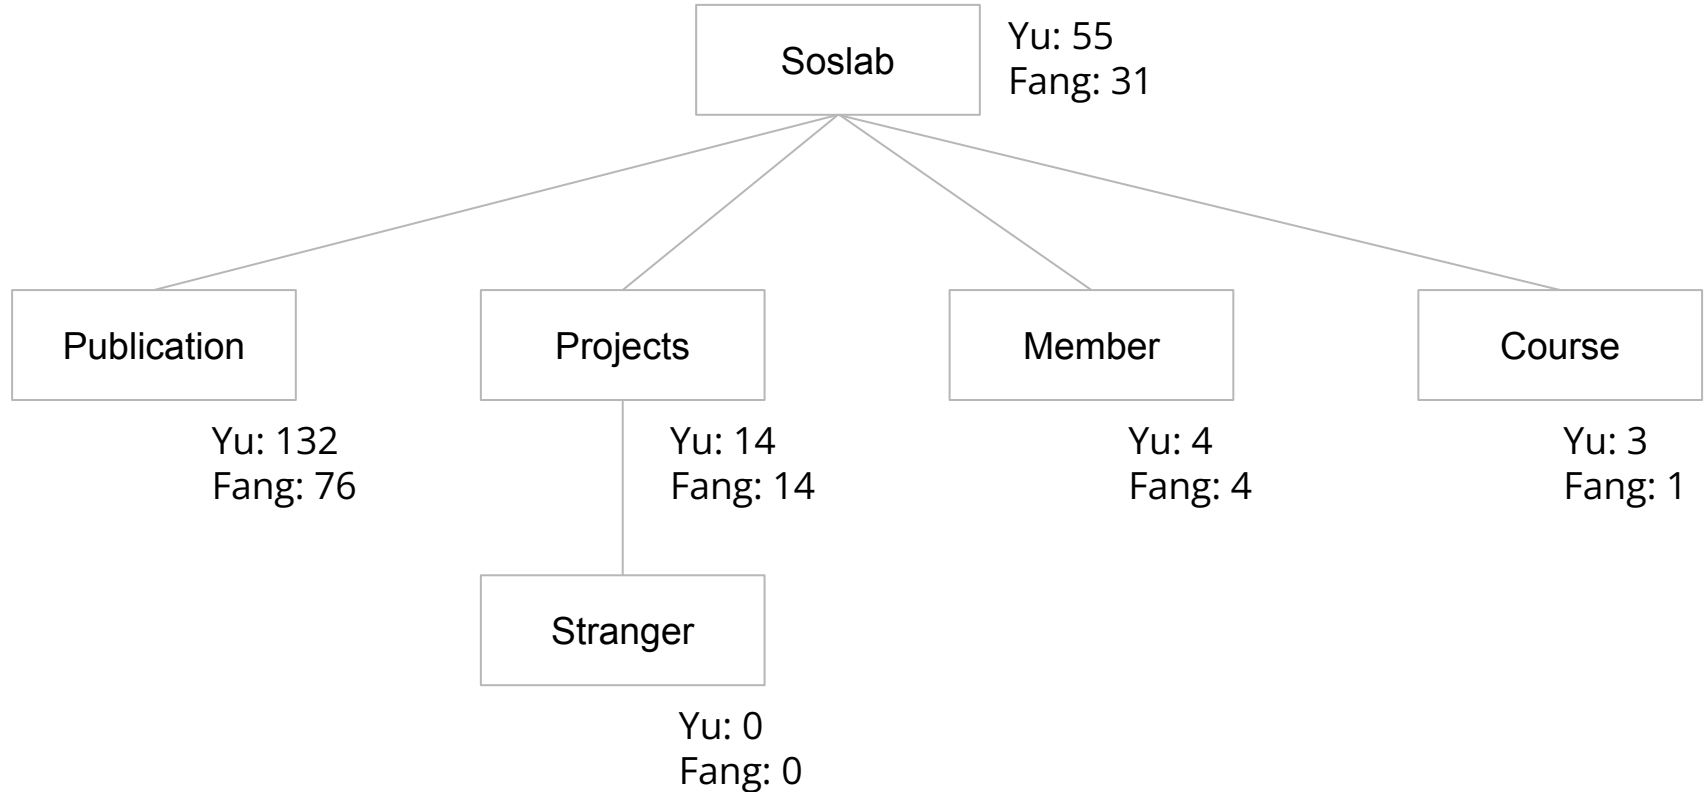 Soslab
Yu: 55
Fang: 31
Publication
Projects
Member
Course
Yu: 132
Fang: 76
Yu: 14
Fang: 14
Yu: 4
Fang: 4
Yu: 3
Fang: 1
Stranger
Yu: 0
Fang: 0